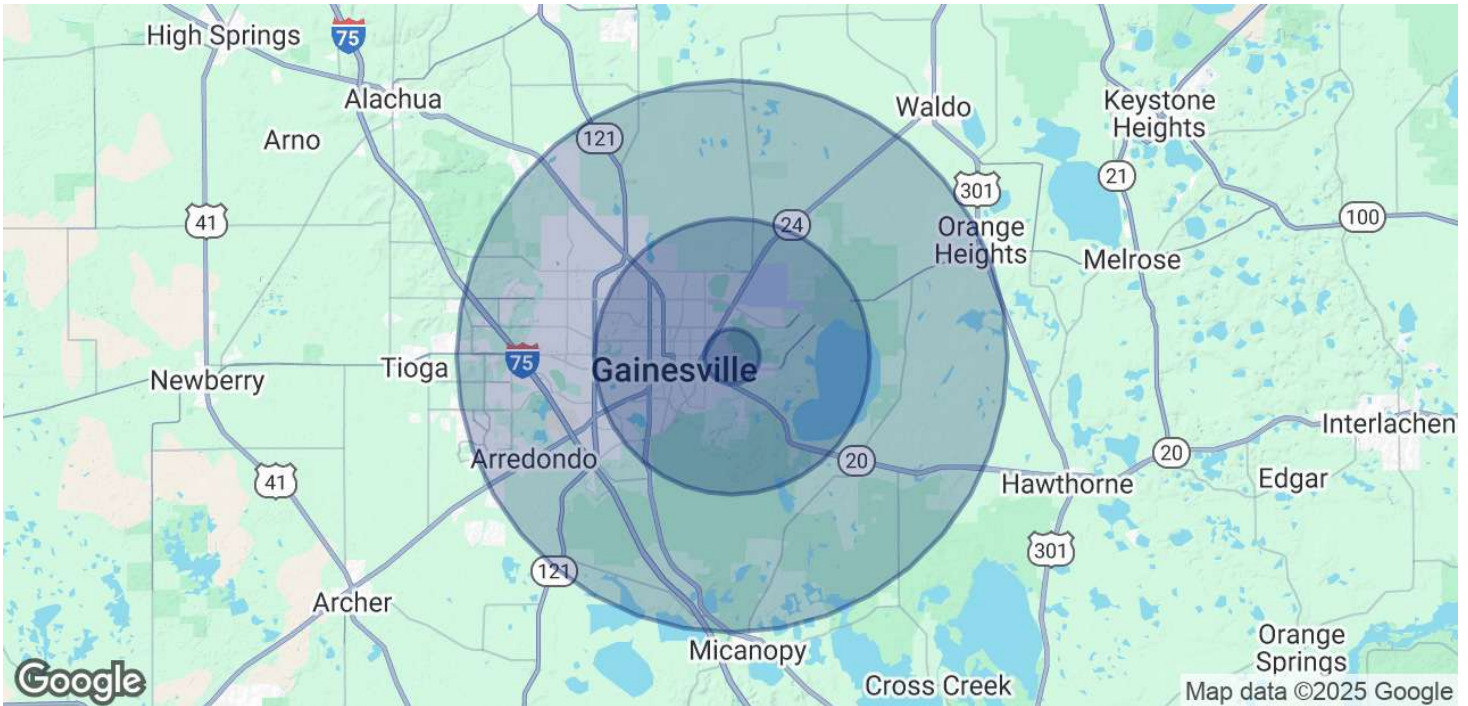 High Springs
75
Alachua
Waldo
Keystone
Heights
121
Arno
21
301
41
24
100
Orange
Heights
Melrose
75
Tioga
Gainesville
Newberry
Interlachen
Arredondo
20
20
41
Hawthorne
Edgar
301
121
Archer
Micanopy
Orange
Springs
Cross Creek
Google
Map data ©2025 Google